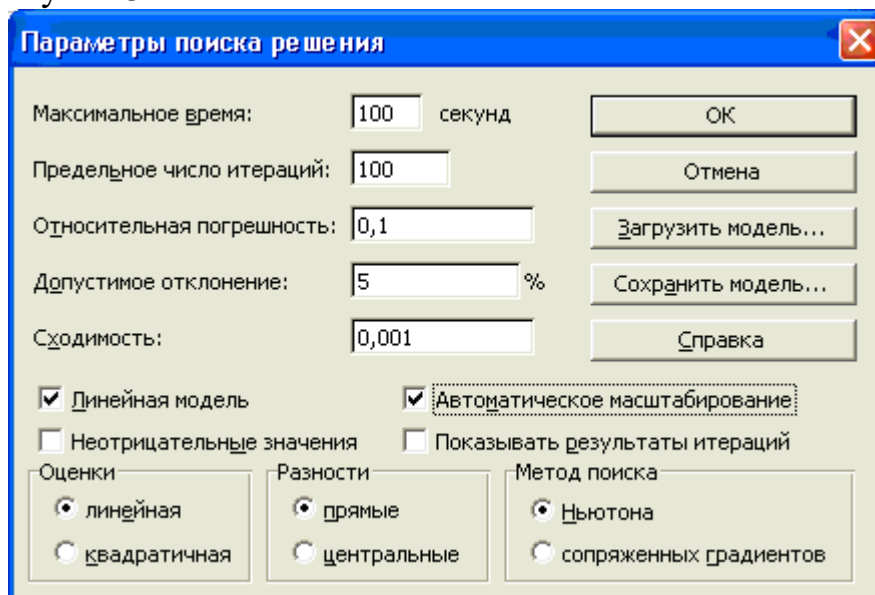 Параметры поиска решения
Максимальное время: 100 секунд ОК
Предельное число итераций: 100 Отмена
Относительная погрешность: 0,1 Загрузить модель...
Допустимое отклонение: 5 % Сохранить модель...
Сходимость: 0,001 Справка
Линейная модель Автоматическое масштабирование
Неотрицательные значения Показывать результаты итераций
Оценки Разности Метод поиска
линейная прямые Ньютона
квадратичная центральные сопряженных градиентов